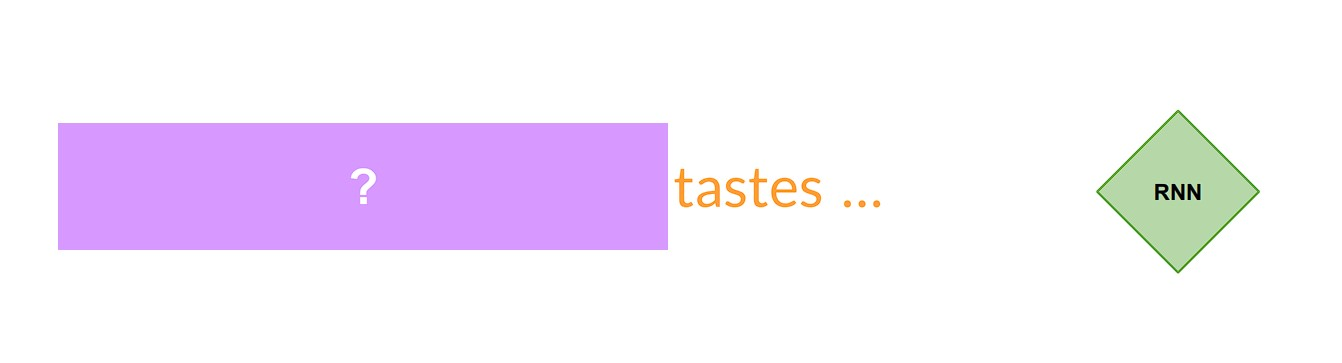 ? tastes ... RNN